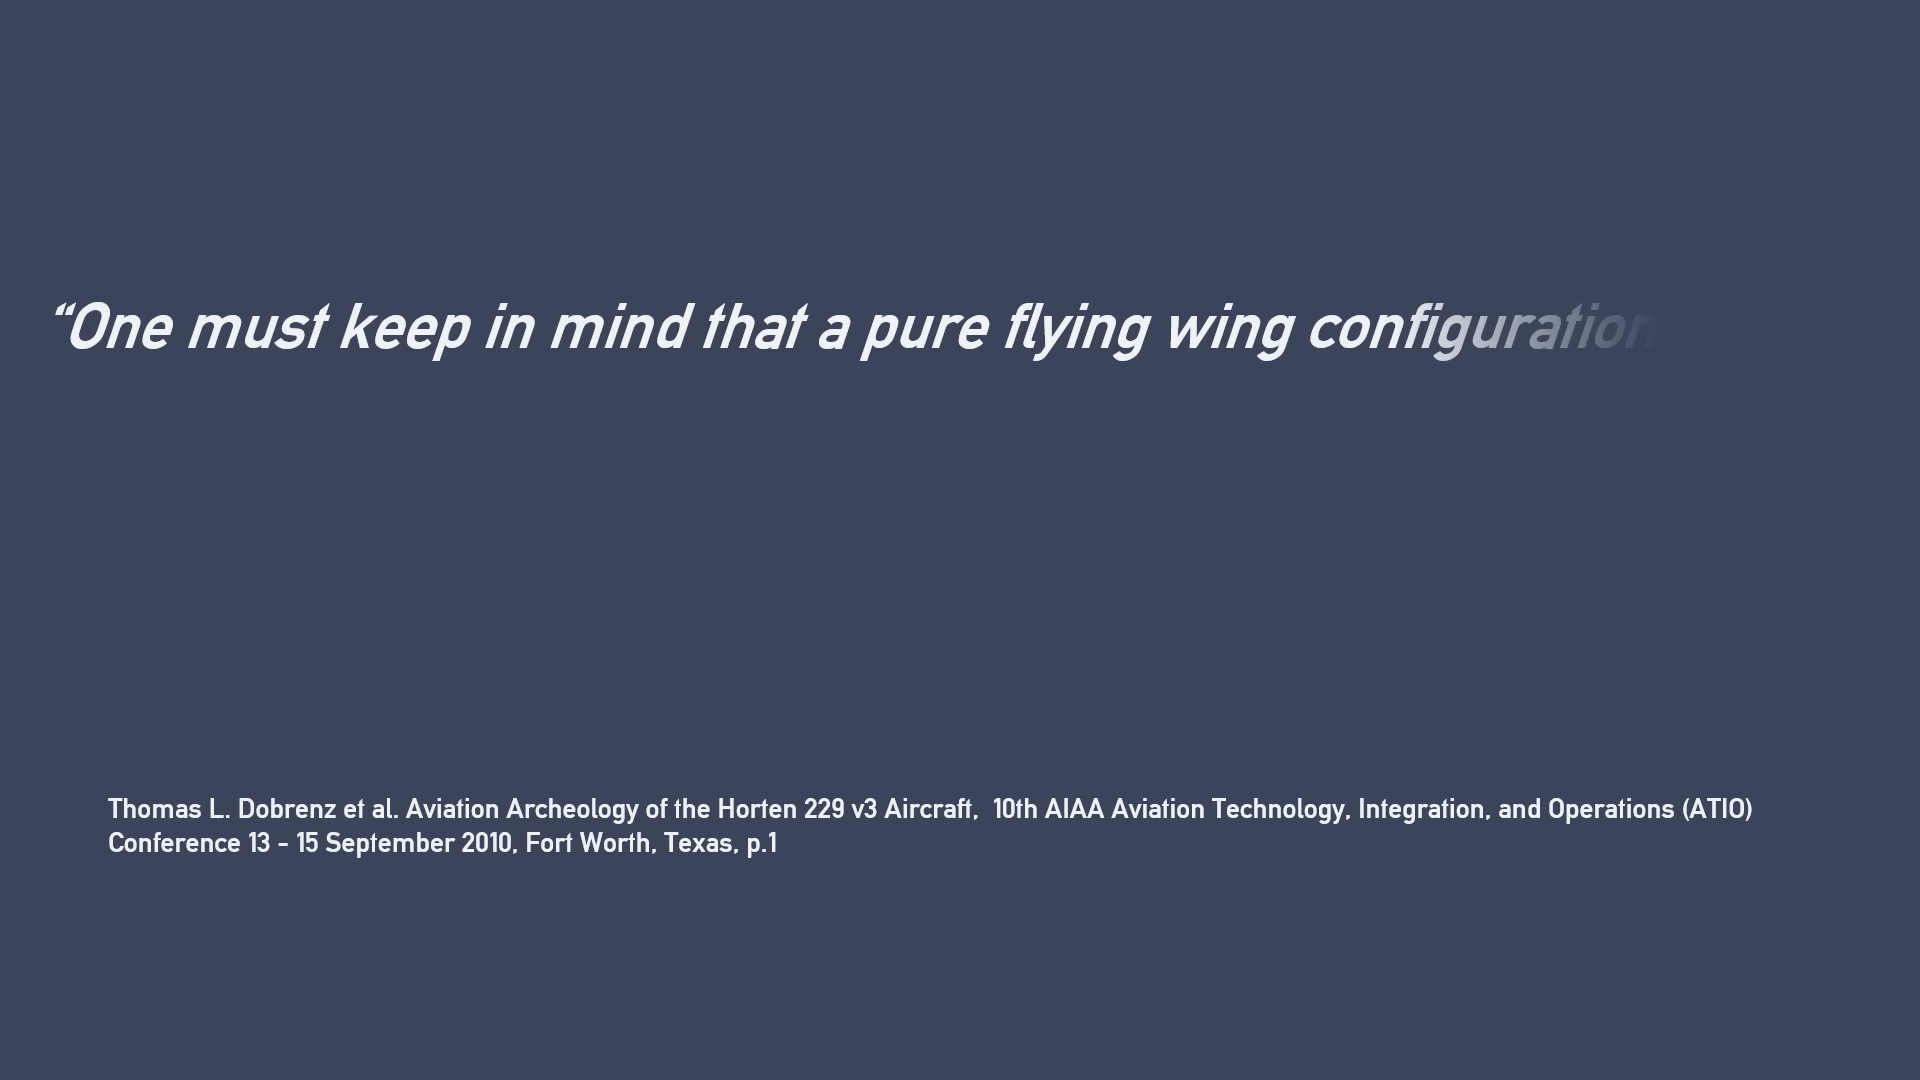 “One must keep in mind that a pure flying wing configuration
Thomas L. Dobrenz et al. Aviation Archeology of the Horten 229 v3 Aircraft,  10th AIAA Aviation Technology, Integration, and Operations (ATIO)
Conference 13 - 15 September 2010, Fort Worth, Texas, p.1